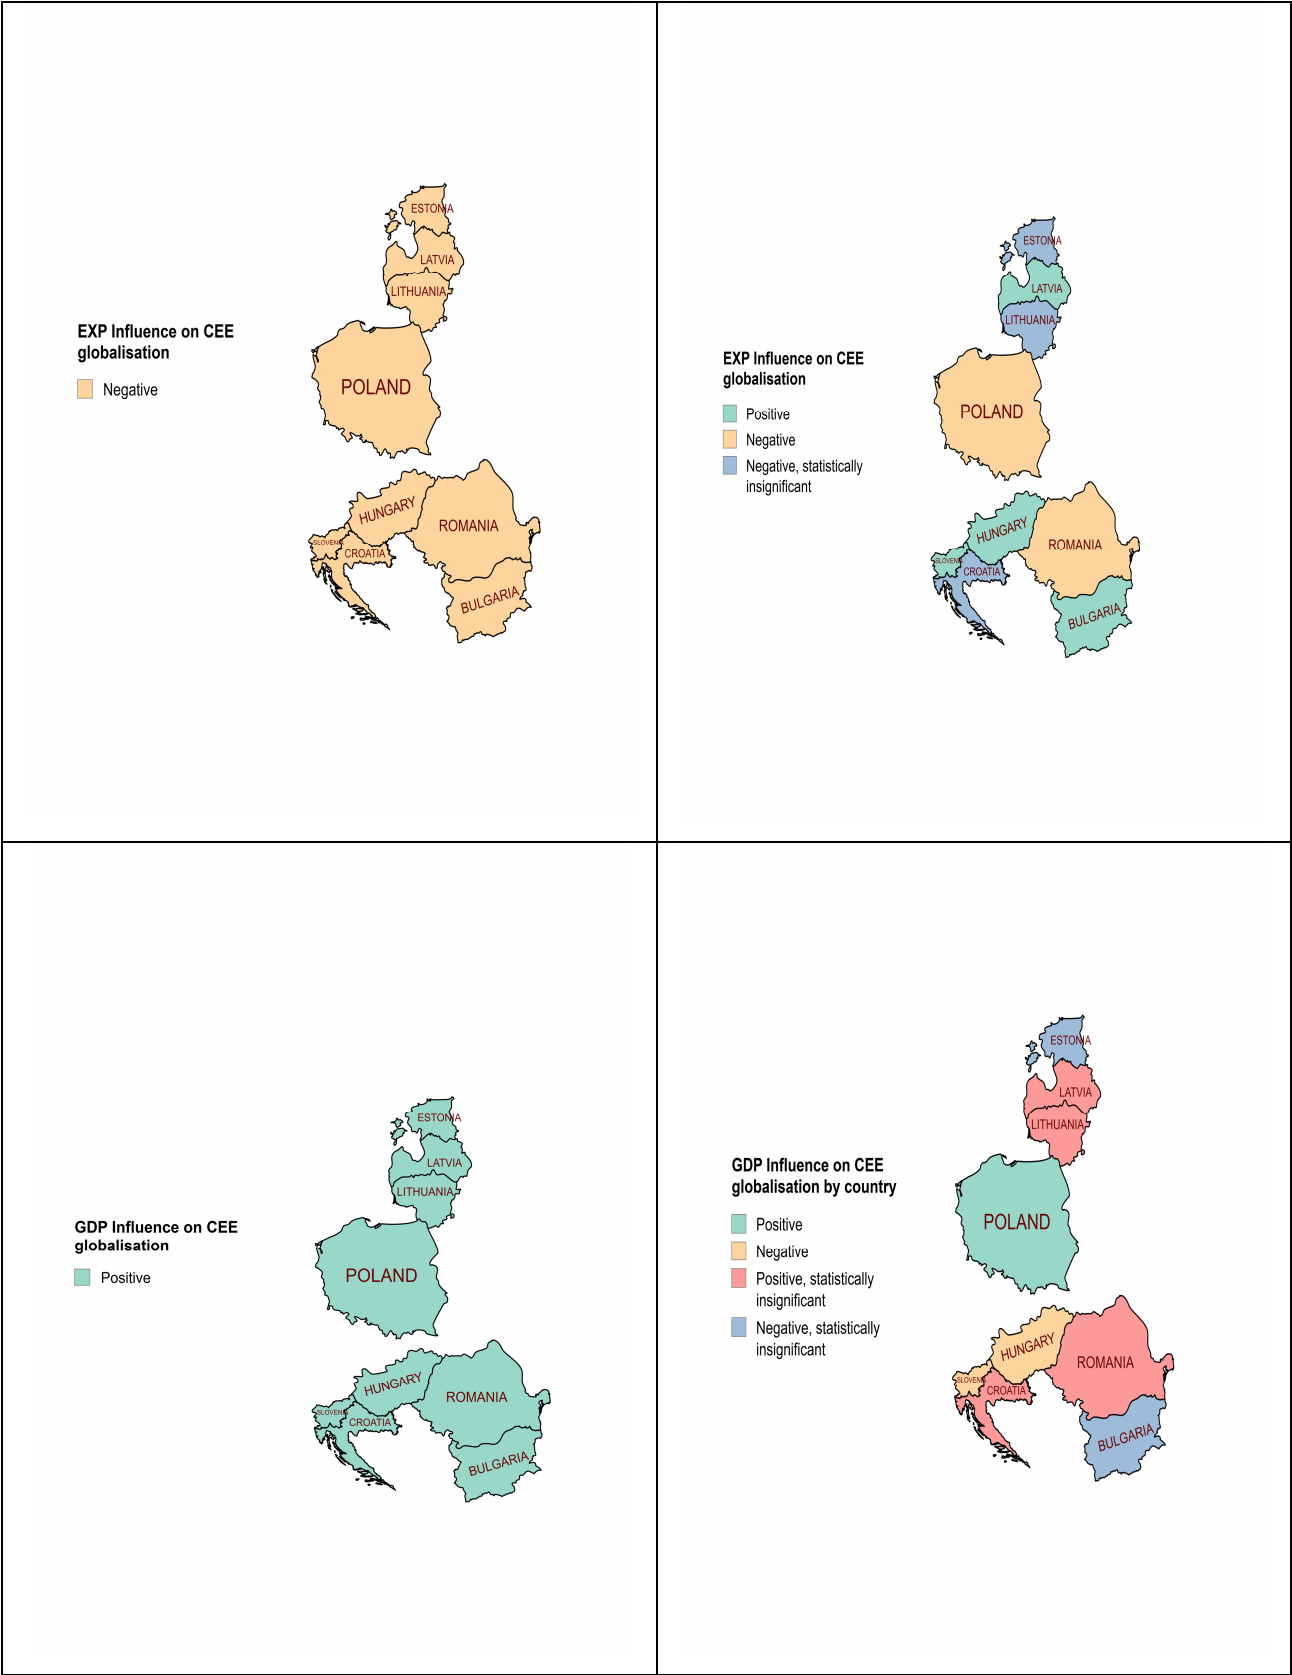 EXP Influence on CEE
globalisation
Negative
ESTONIA
LATVIA
LITHUANIA
POLAND
HUNGARY
ROMANIA
SLOVENIA
CROATIA
BULGARIA
EXP Influence on CEE
globalisation
Positive
Negative
Negative, statistically
insignificant
ESTONIA
LATVIA
LITHUANIA
POLAND
HUNGARY
ROMANIA
SLOVENIA
CROATIA
BULGARIA
GDP Influence on CEE
globalisation
Positive
ESTONIA
LATVIA
LITHUANIA
POLAND
HUNGARY
ROMANIA
SLOVENIA
CROATIA
BULGARIA
GDP Influence on CEE
globalisation by country
Positive
Negative
Positive, statistically
insignificant
Negative, statistically
insignificant
ESTONIA
LATVIA
LITHUANIA
POLAND
HUNGARY
ROMANIA
SLOVENIA
CROATIA
BULGARIA